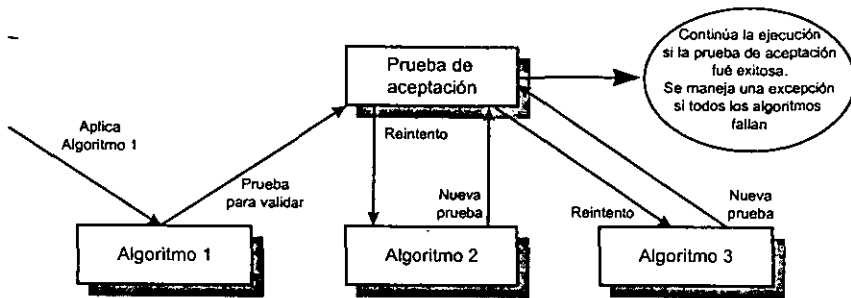 Continúa la ejecución
si la prueba de aceptación
fué exitosa.
Se maneja una excepción
si todos los algoritmos
fallan
Prueba de
aceptación
Aplica
Algoritmo 1
Reintento
Prueba
para validar
Nueva
prueba
Reintento
Nueva
prueba
Algoritmo 1
Algoritmo 2
Algoritmo 3